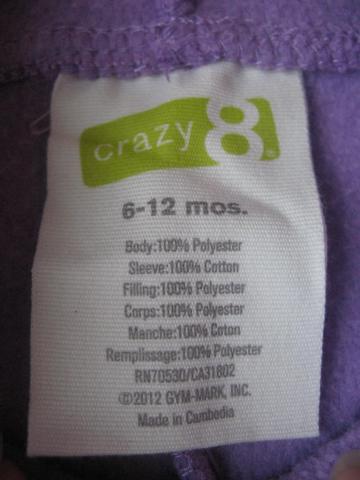 crazy 8
6-12 mos.
Body:100% Polyester
Sleeve:100% Cotton
Filling:100% Polyester
Corps:100% Polyester
Manche:100% Coton
Remplissage:100% Polyester
RN70530/CA31802
©2012 GYM-MARK, INC.
Made in Cambodia